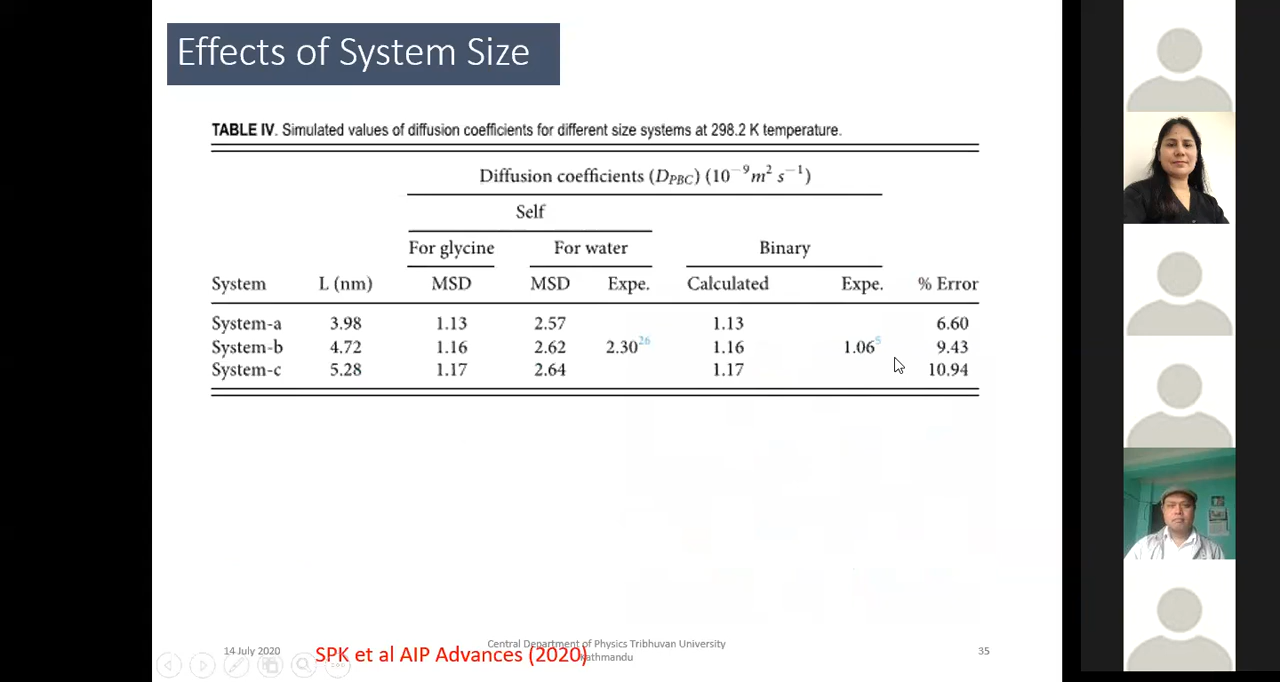 Effects of System Size
TABLE IV. Simulated values of diffusion coefficients for different size systems at 298.2 K temperature.
Diffusion coefficients (D_PBC) (10⁻⁹ m² s⁻¹)
Self
For glycine For water Binary
System L (nm) MSD MSD Expe. Calculated Expe. % Error
System-a 3.98 1.13 2.57 1.13 6.60
System-b 4.72 1.16 2.62 2.30²⁶ 1.16 1.06⁵ 9.43
System-c 5.28 1.17 2.64 1.17 10.94
14 July 2020
SPK et al AIP Advances (2020)
Central Department of Physics Tribhuvan University
Kathmandu
35